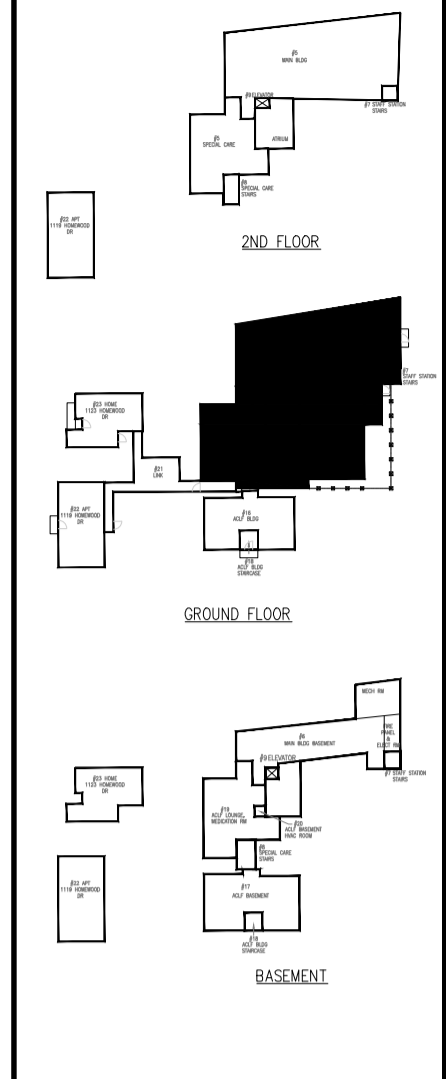 #5
MAIN BLDG
#9 ELEVATOR
#7 STAFF STATION
STAIRS
#5
SPECIAL CARE
ATRIUM
#8
SPECIAL CARE
STAIRS
#22 APT
1119 HOMEWOOD
DR
2ND FLOOR
#7
STAFF STATION
STAIRS
#23 HOME
1123 HOMEWOOD
DR
#21
LINK
#22 APT
1119 HOMEWOOD
DR
#16
ACLF BLDG
#18
ACLF BLDG
STAIRCASE
GROUND FLOOR
MECH RM
#6
MAIN BLDG BASEMENT
FIRE
PANEL
&
ELECT RM
#9 ELEVATOR
#7 STAFF STATION
STAIRS
#23 HOME
1123 HOMEWOOD
DR
#19
ACLF LOUNGE,
MEDICATION RM
#20
ACLF BASEMENT
HVAC ROOM
#8
SPECIAL CARE
STAIRS
#22 APT
1119 HOMEWOOD
DR
#17
ACLF BASEMENT
#18
ACLF BLDG
STAIRCASE
BASEMENT